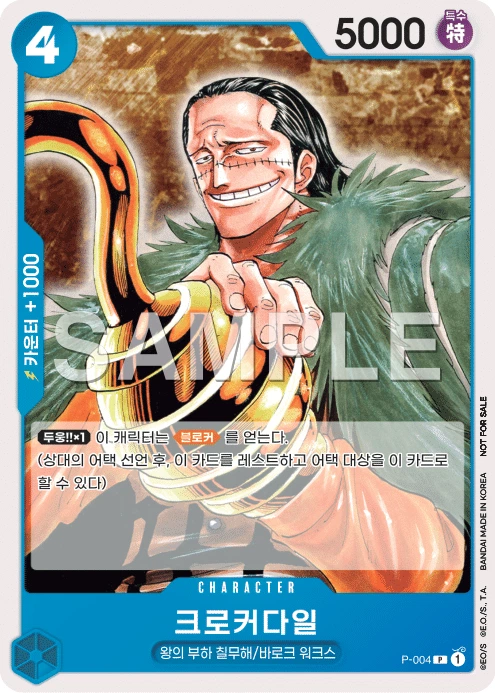 4
5000
특수
特
카운터 +1000
SAMPLE
두웅!!×1 이 캐릭터는 블로커 를 얻는다.
(상대의 어택 선언 후, 이 카드를 레스트하고 어택 대상을 이 카드로
할 수 있다)
CHARACTER
크로커다일
왕의 부하 칠무해/바로크 워크스
P-004 P 1
©E.O/S ©E.O./S., T.A. BANDAI MADE IN KOREA NOT FOR SALE